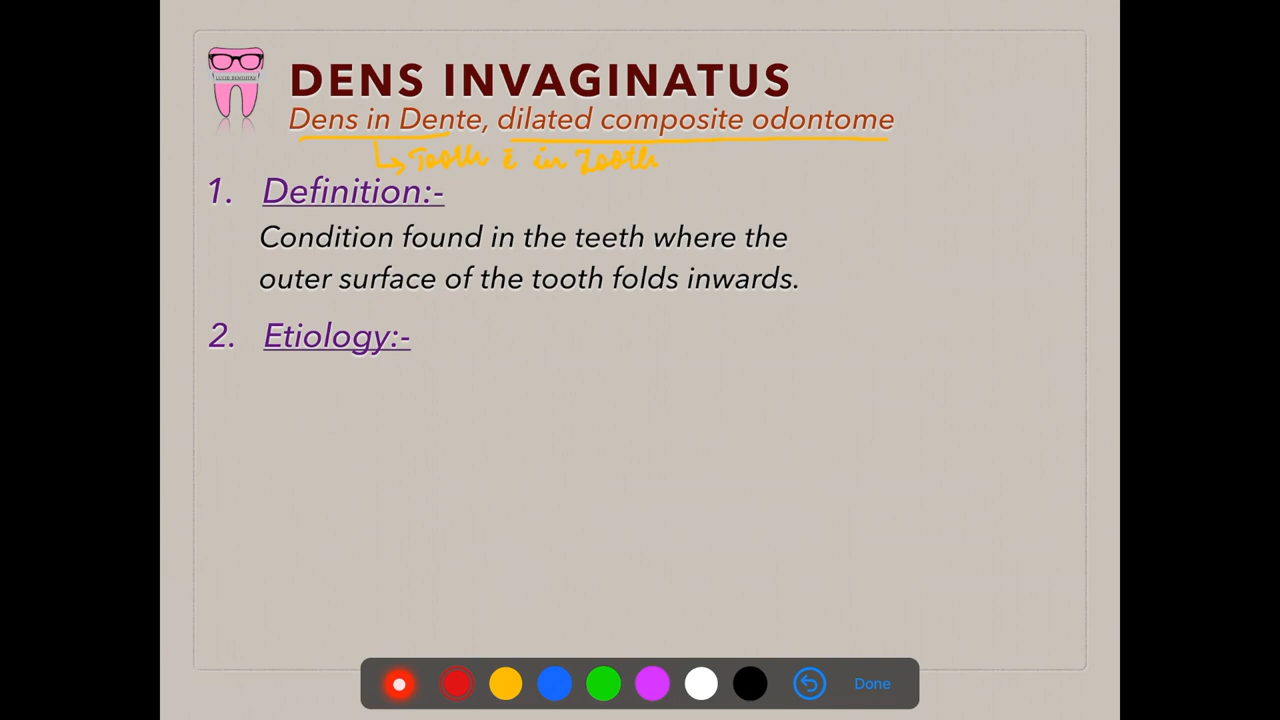 DENS INVAGINATUS
Dens in Dente, dilated composite odontome
Tooth c̄ in Tooth
1. Definition:-
Condition found in the teeth where the
outer surface of the tooth folds inwards.
2. Etiology:-
Done